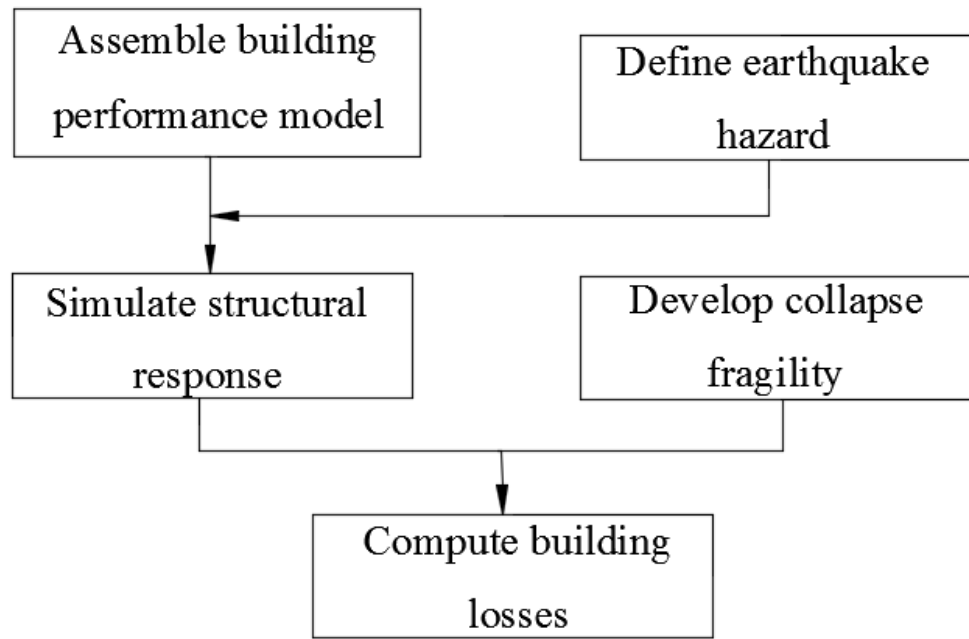 Assemble building
performance model
Define earthquake
hazard
Simulate structural
response
Develop collapse
fragility
Compute building
losses